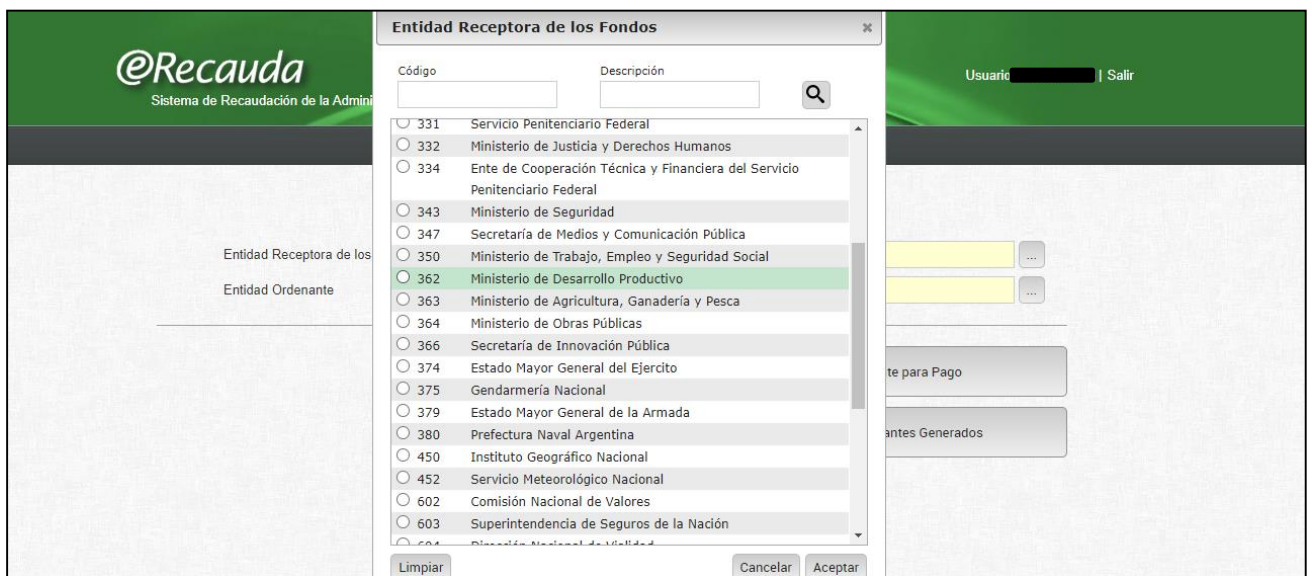 Entidad Receptora de los Fondos
@Recauda
Sistema de Recaudación de la Admini
Usuario | Salir
Código Descripción
331 Servicio Penitenciario Federal
332 Ministerio de Justicia y Derechos Humanos
334 Ente de Cooperación Técnica y Financiera del Servicio
Penitenciario Federal
343 Ministerio de Seguridad
347 Secretaría de Medios y Comunicación Pública
350 Ministerio de Trabajo, Empleo y Seguridad Social
362 Ministerio de Desarrollo Productivo
363 Ministerio de Agricultura, Ganadería y Pesca
364 Ministerio de Obras Públicas
366 Secretaría de Innovación Pública
374 Estado Mayor General del Ejercito
375 Gendarmería Nacional
379 Estado Mayor General de la Armada
380 Prefectura Naval Argentina
450 Instituto Geográfico Nacional
452 Servicio Meteorológico Nacional
602 Comisión Nacional de Valores
603 Superintendencia de Seguros de la Nación
604 Dirección Nacional de Vialidad
Entidad Receptora de los
...
Entidad Ordenante
...
te para Pago
antes Generados
Limpiar Cancelar Aceptar